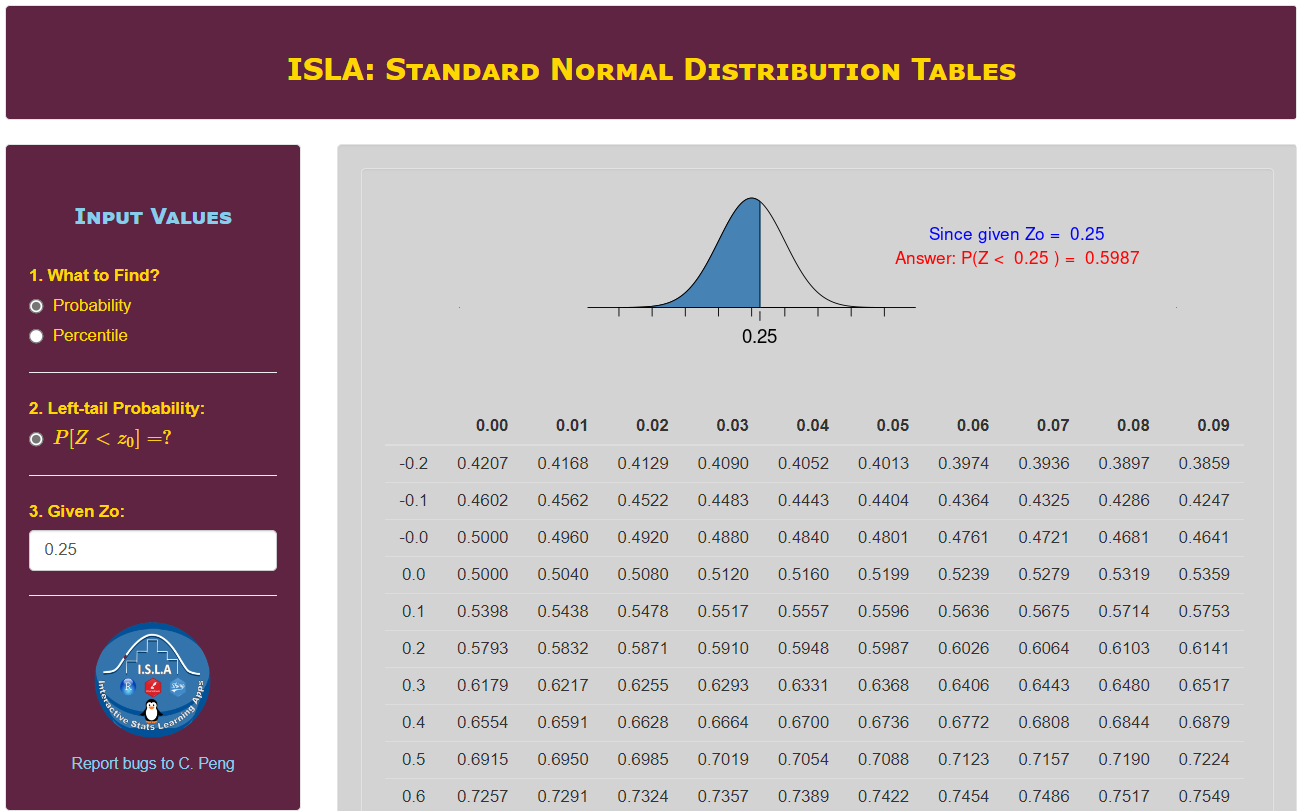 ISLA: Standard Normal Distribution Tables
Input Values
1. What to Find?
Probability
Percentile
2. Left-tail Probability:
P[Z < z₀] =?
3. Given Zo:
0.25
I.S.L.A
Interactive Stats Learning Apps
Report bugs to C. Peng
Since given Zo = 0.25
Answer: P(Z < 0.25 ) = 0.5987
0.25
0.00 0.01 0.02 0.03 0.04 0.05 0.06 0.07 0.08 0.09
-0.2 0.4207 0.4168 0.4129 0.4090 0.4052 0.4013 0.3974 0.3936 0.3897 0.3859
-0.1 0.4602 0.4562 0.4522 0.4483 0.4443 0.4404 0.4364 0.4325 0.4286 0.4247
-0.0 0.5000 0.4960 0.4920 0.4880 0.4840 0.4801 0.4761 0.4721 0.4681 0.4641
0.0 0.5000 0.5040 0.5080 0.5120 0.5160 0.5199 0.5239 0.5279 0.5319 0.5359
0.1 0.5398 0.5438 0.5478 0.5517 0.5557 0.5596 0.5636 0.5675 0.5714 0.5753
0.2 0.5793 0.5832 0.5871 0.5910 0.5948 0.5987 0.6026 0.6064 0.6103 0.6141
0.3 0.6179 0.6217 0.6255 0.6293 0.6331 0.6368 0.6406 0.6443 0.6480 0.6517
0.4 0.6554 0.6591 0.6628 0.6664 0.6700 0.6736 0.6772 0.6808 0.6844 0.6879
0.5 0.6915 0.6950 0.6985 0.7019 0.7054 0.7088 0.7123 0.7157 0.7190 0.7224
0.6 0.7257 0.7291 0.7324 0.7357 0.7389 0.7422 0.7454 0.7486 0.7517 0.7549